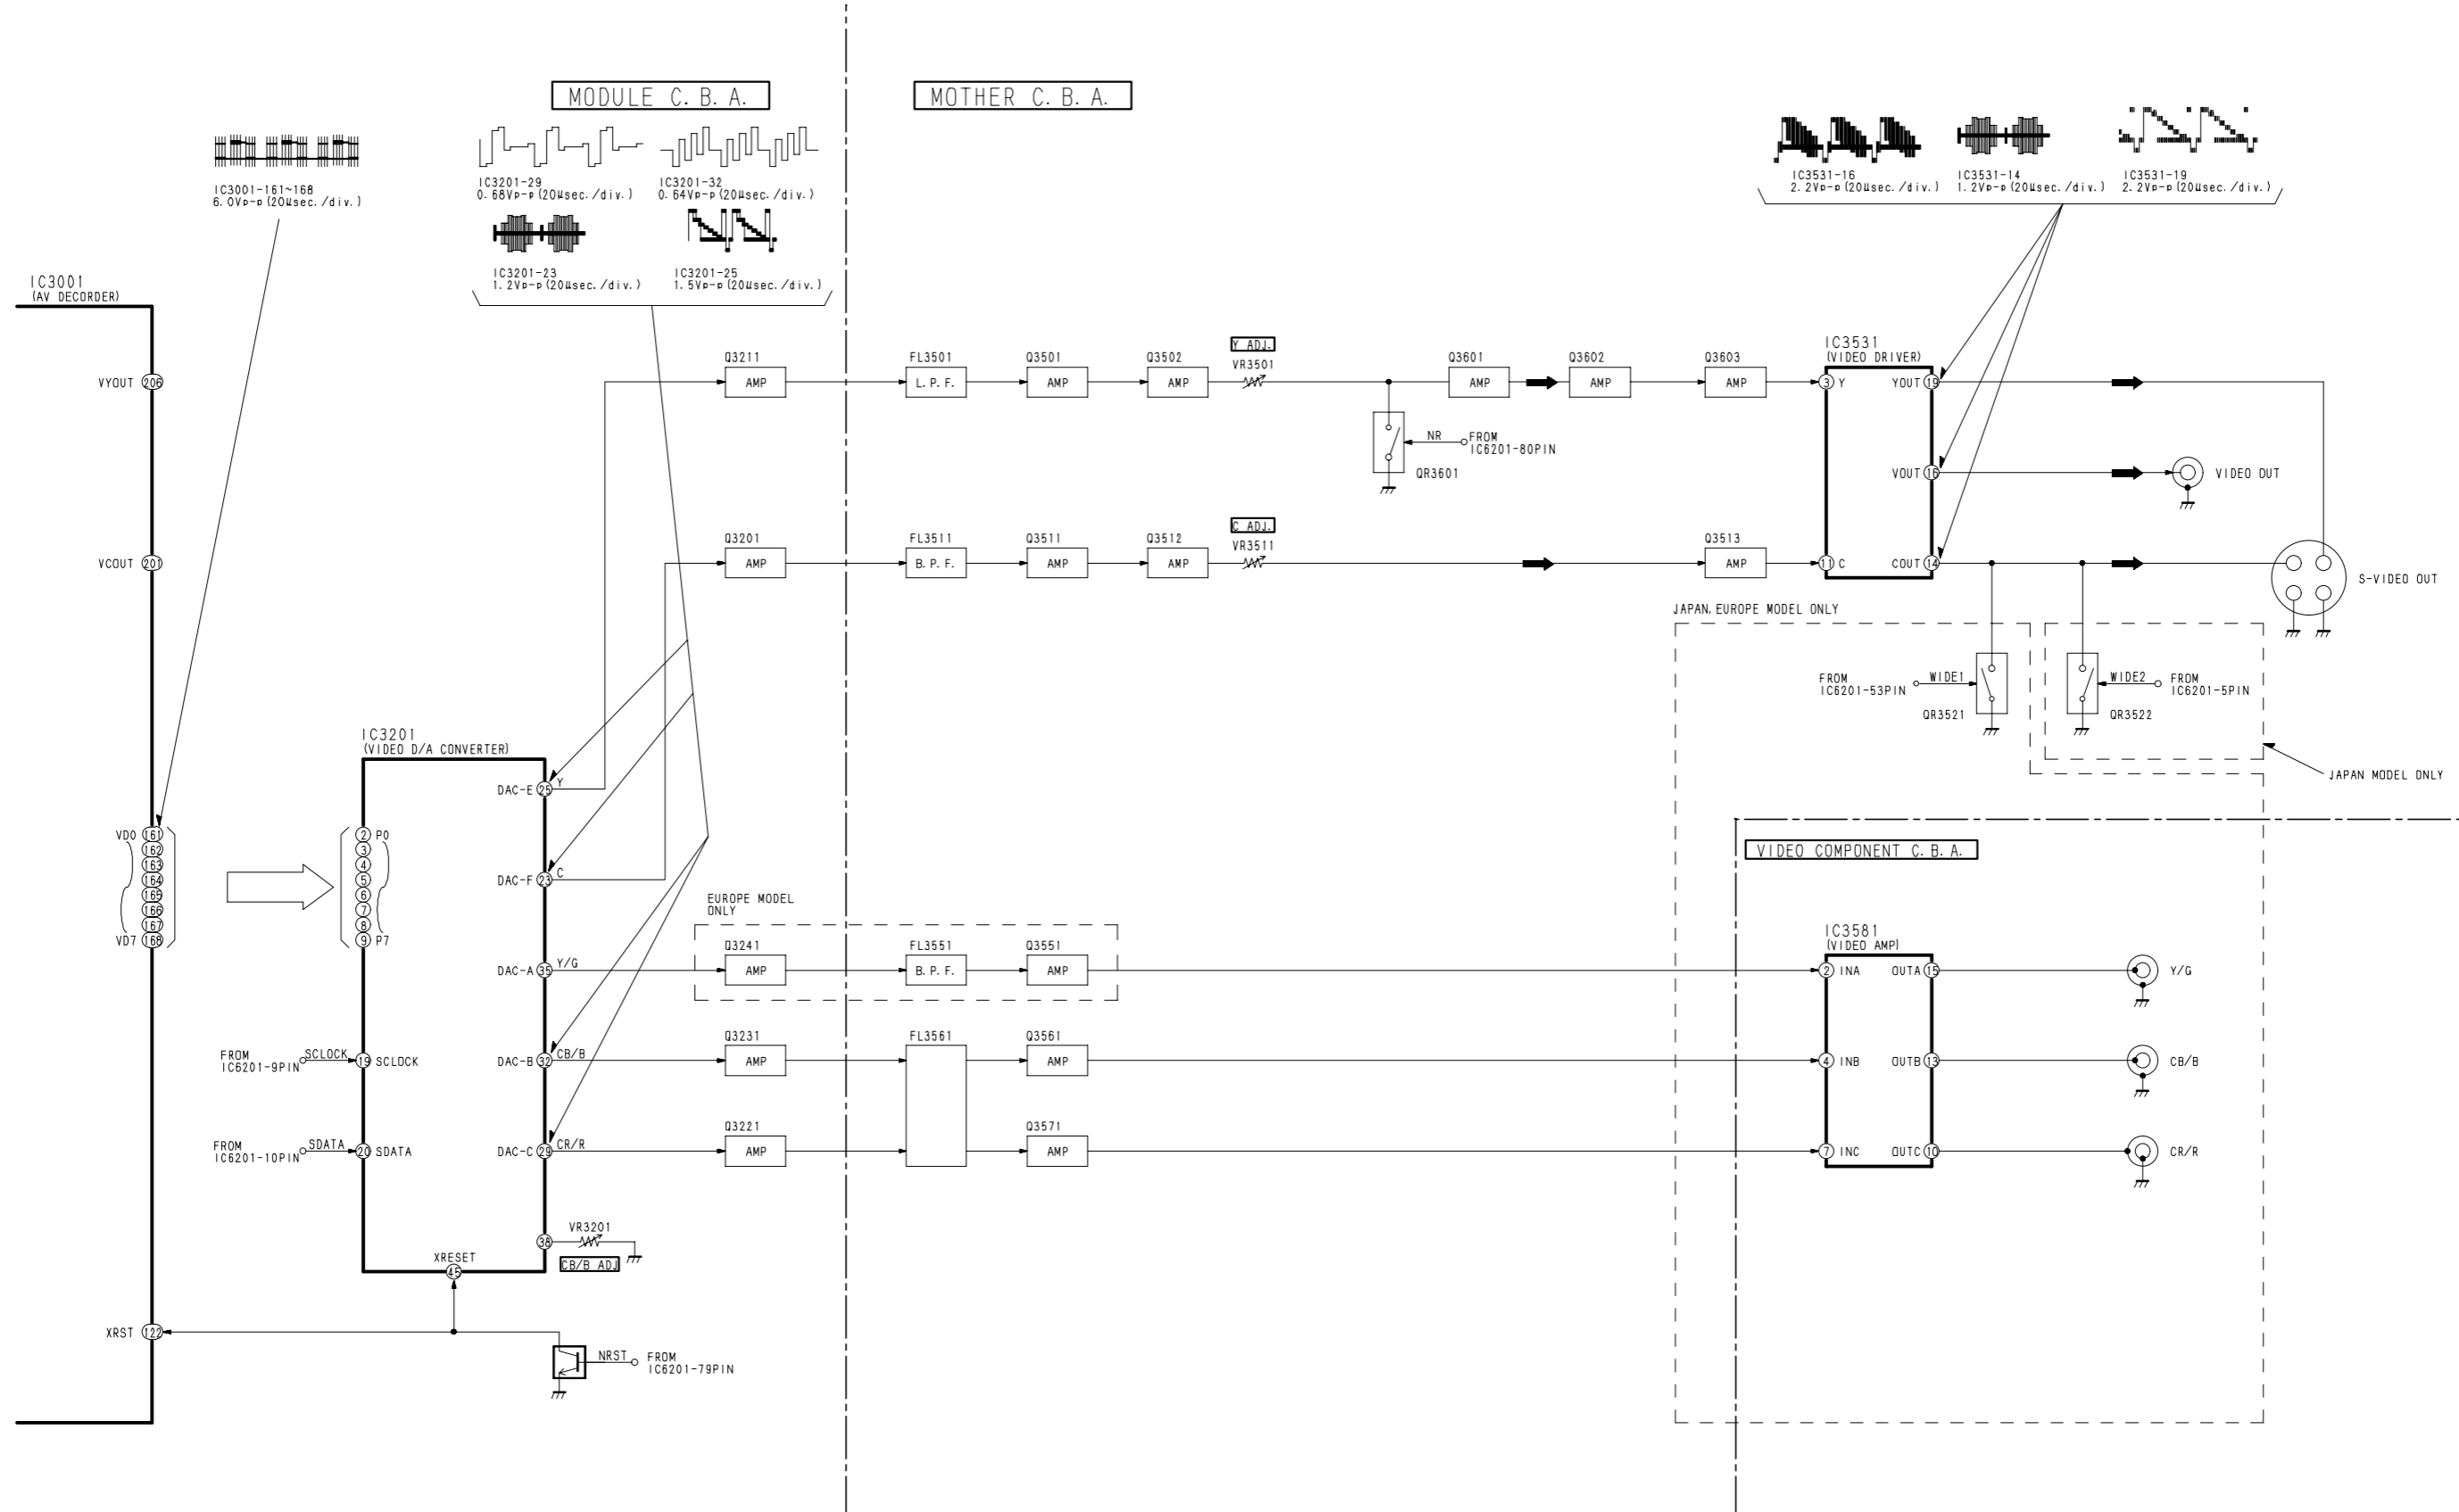 MODULE C. B. A.
MOTHER C. B. A.
IC3001-161~168
6. 0Vp-p (20μsec. /div. )
IC3201-29
0. 68Vp-p (20μsec. /div. )
IC3201-32
0. 64Vp-p (20μsec. /div. )
IC3201-23
1. 2Vp-p (20μsec. /div. )
IC3201-25
1. 5Vp-p (20μsec. /div. )
IC3531-16
2. 2Vp-p (20μsec. /div. )
IC3531-14
1. 2Vp-p (20μsec. /div. )
IC3531-19
2. 2Vp-p (20μsec. /div. )
IC3001
(AV DECORDER)
VYOUT 206
VCOUT 201
VD0 161
162
163
164
165
166
167
VD7 168
XRST 122
IC3201
(VIDEO D/A CONVERTER)
2 P0
3
4
5
6
7
8
9 P7
FROM
IC6201-9PIN
SCLOCK
19 SCLOCK
FROM
IC6201-10PIN
SDATA
20 SDATA
DAC-E 25 Y
DAC-F 23 C
DAC-A 35 Y/G
DAC-B 32 CB/B
DAC-C 29 CR/R
38
VR3201
CB/B ADJ
XRESET
45
NRST
FROM
IC6201-79PIN
Q3211
AMP
FL3501
L. P. F.
Q3501
AMP
Q3502
AMP
Y ADJ.
VR3501
NR
FROM
IC6201-80PIN
QR3601
Q3601
AMP
Q3602
AMP
Q3603
AMP
Q3201
AMP
FL3511
B. P. F.
Q3511
AMP
Q3512
AMP
C ADJ.
VR3511
Q3513
AMP
IC3531
(VIDEO DRIVER)
3 Y
YOUT 19
VOUT 16
11 C
COUT 14
VIDEO OUT
S-VIDEO OUT
JAPAN, EUROPE MODEL ONLY
FROM
IC6201-53PIN
WIDE1
QR3521
WIDE2
FROM
IC6201-5PIN
QR3522
JAPAN MODEL ONLY
VIDEO COMPONENT C. B. A.
EUROPE MODEL
ONLY
Q3241
AMP
FL3551
B. P. F.
Q3551
AMP
Q3231
AMP
FL3561
Q3561
AMP
Q3221
AMP
Q3571
AMP
IC3581
(VIDEO AMP)
2 INA
OUTA 15
Y/G
4 INB
OUTB 13
CB/B
7 INC
OUTC 10
CR/R